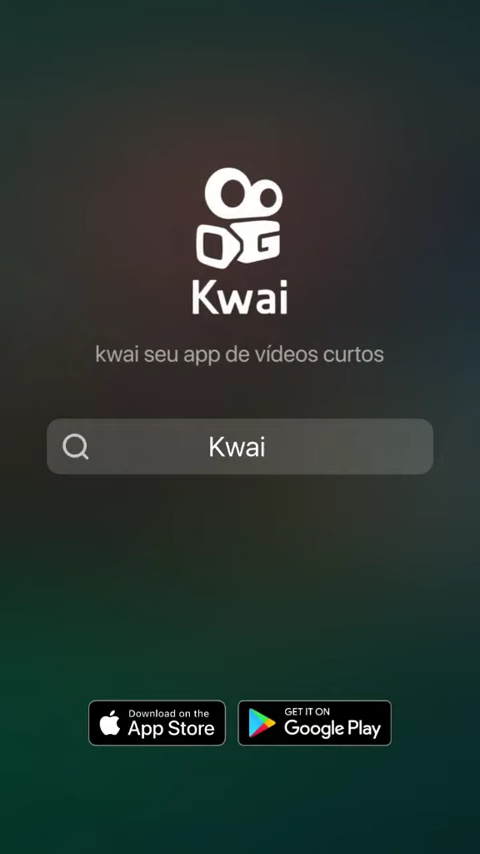 Kwai
kwai seu app de vídeos curtos
Kwai
Download on the
App Store
GET IT ON
Google Play